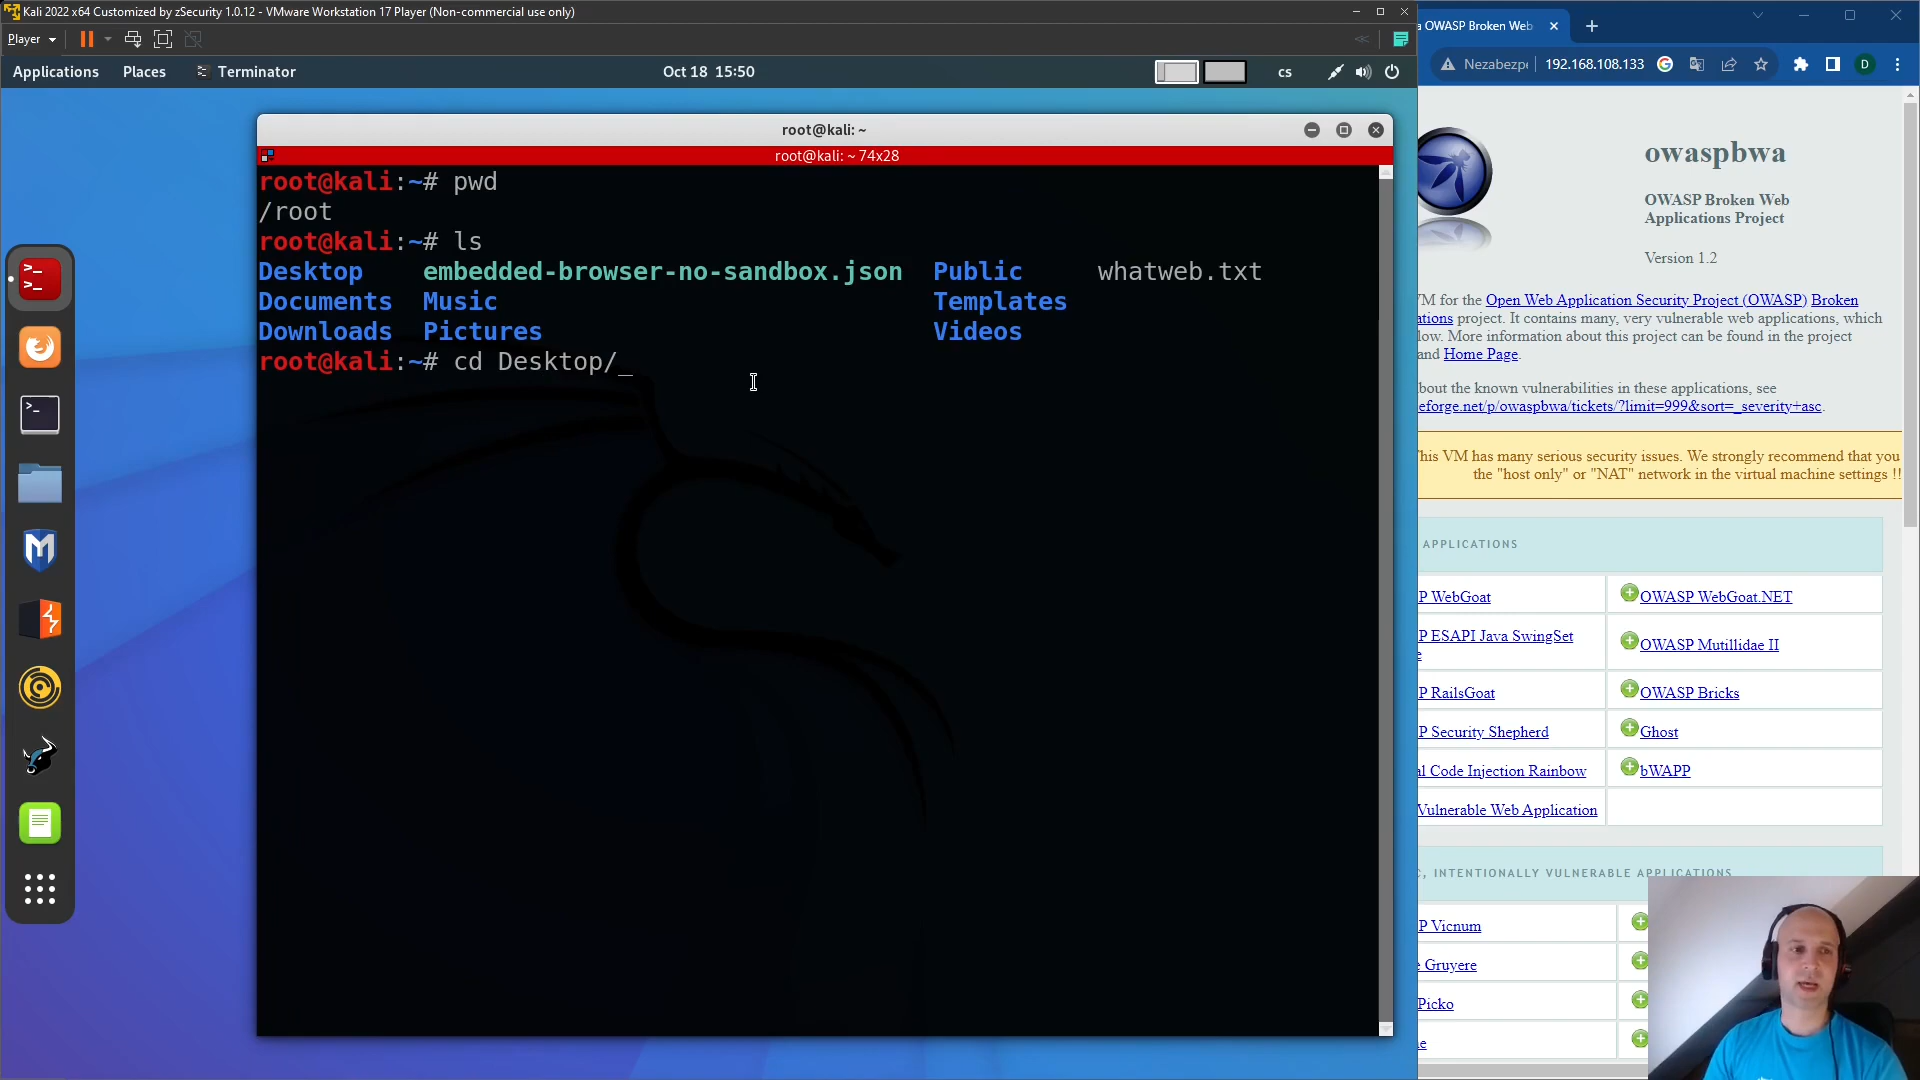 Kali 2022 x64 Customized by zSecurity 1.0.12 - VMware Workstation 17 Player (Non-commercial use only)
Player
Applications Places Terminator Oct 18 15:50 cs
root@kali: ~
root@kali: ~ 74x28
root@kali:~# pwd
/root
root@kali:~# ls
Desktop embedded-browser-no-sandbox.json Public whatweb.txt
Documents Music Templates
Downloads Pictures Videos
root@kali:~# cd Desktop/_
OWASP Broken Web
Nezabezpe 192.168.108.133 D
owaspbwa
OWASP Broken Web
Applications Project
Version 1.2
VM for the Open Web Application Security Project (OWASP) Broken
ations project. It contains many, very vulnerable web applications, which
low. More information about this project can be found in the project
and Home Page.
bout the known vulnerabilities in these applications, see
eforge.net/p/owaspbwa/tickets/?limit=999&sort=_severity+asc.
This VM has many serious security issues. We strongly recommend that you
the "host only" or "NAT" network in the virtual machine settings !!
APPLICATIONS
P WebGoat OWASP WebGoat.NET
P ESAPI Java SwingSet
e
OWASP Mutillidae II
P RailsGoat OWASP Bricks
P Security Shepherd Ghost
al Code Injection Rainbow bWAPP
Vulnerable Web Application
C, INTENTIONALLY VULNERABLE APPLICATIONS
P Vicnum
e Gruyere
Picko